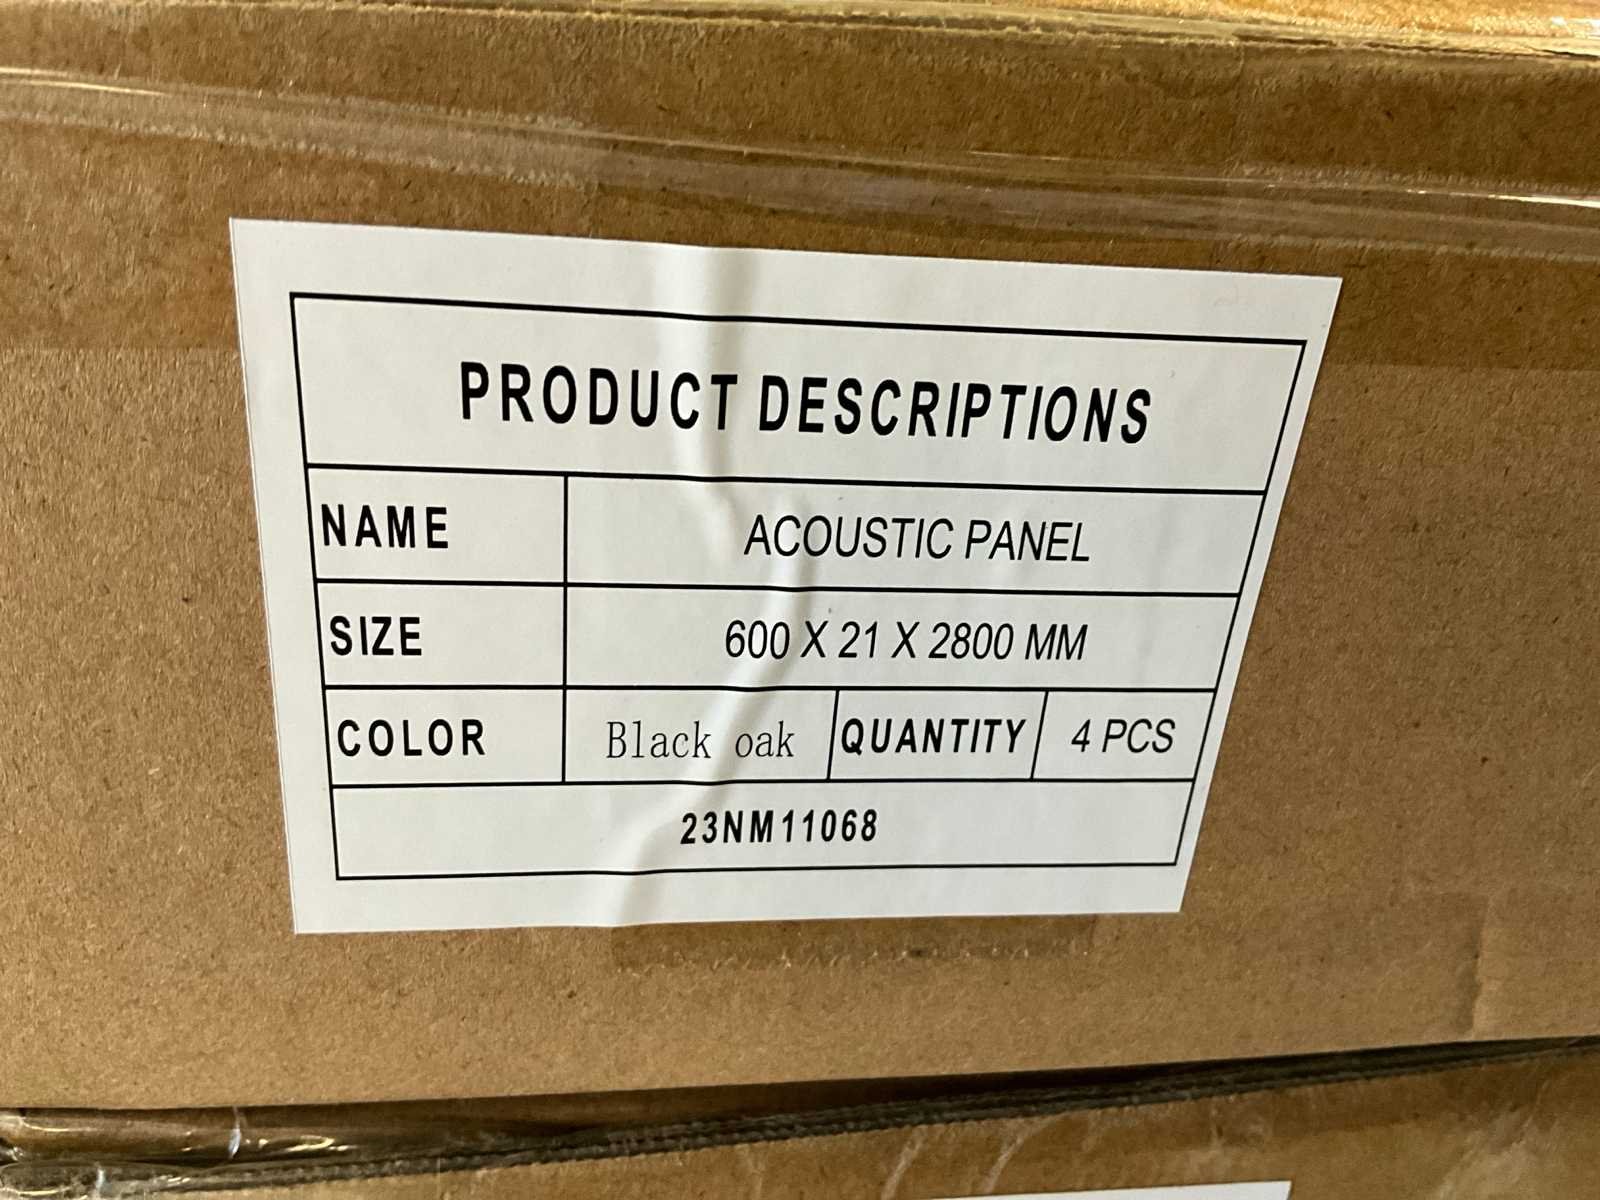 PRODUCT DESCRIPTIONS
NAME ACOUSTIC PANEL
SIZE 600 X 21 X 2800 MM
COLOR Black oak QUANTITY 4 PCS
23NM11068